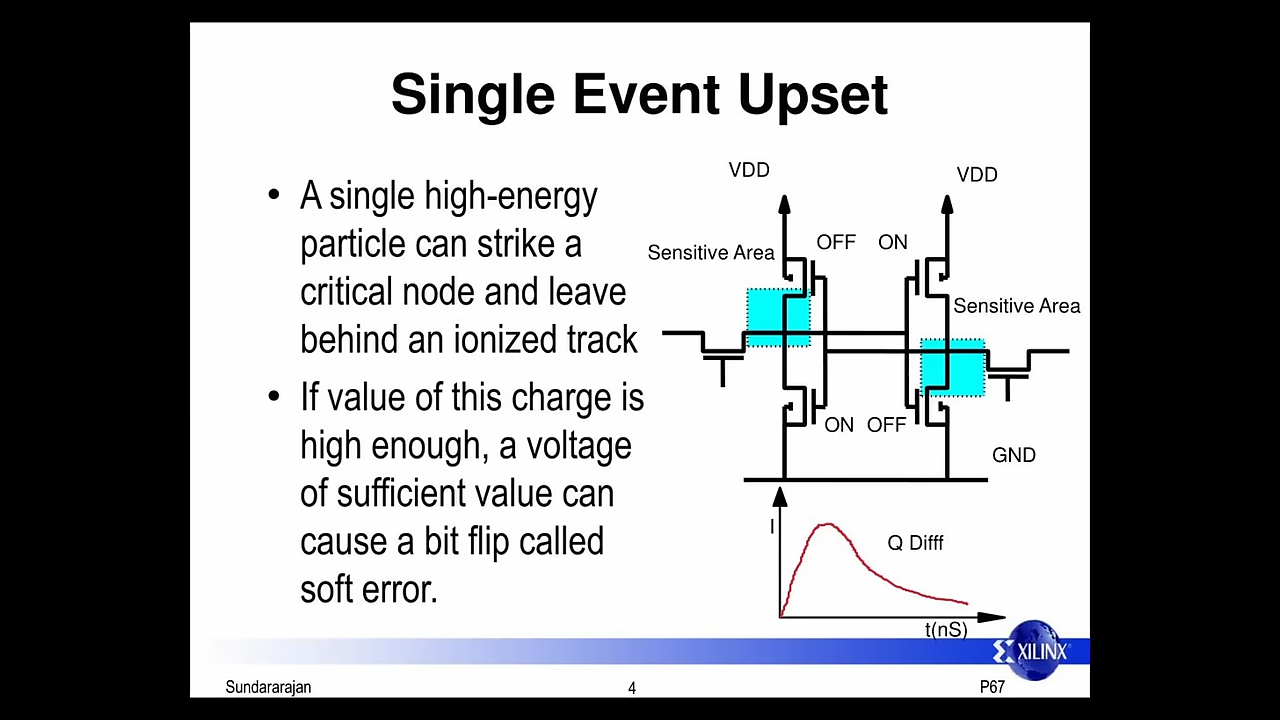 Single Event Upset
• A single high-energy
particle can strike a
critical node and leave
behind an ionized track
• If value of this charge is
high enough, a voltage
of sufficient value can
cause a bit flip called
soft error.
VDD
VDD
OFF ON
Sensitive Area
Sensitive Area
ON OFF
GND
I
Q Difff
t(nS)
XILINX
Sundararajan
4
P67